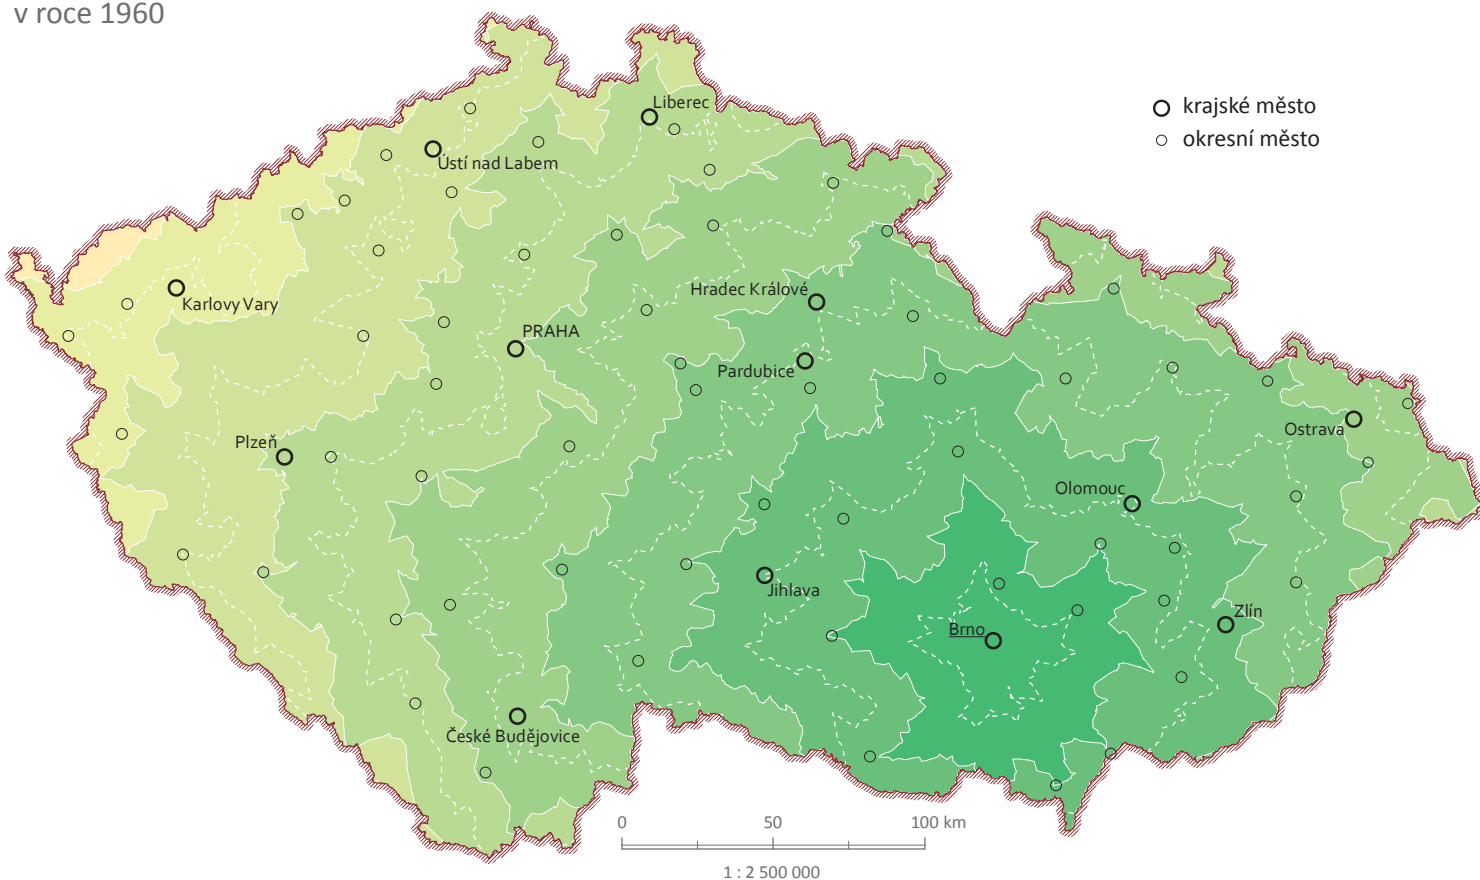 v roce 1960
Liberec
krajské město
okresní město
Ústí nad Labem
Karlovy Vary
Hradec Králové
PRAHA
Pardubice
Ostrava
Plzeň
Olomouc
Jihlava
Zlín
Brno
České Budějovice
0 50 100 km
1 : 2 500 000